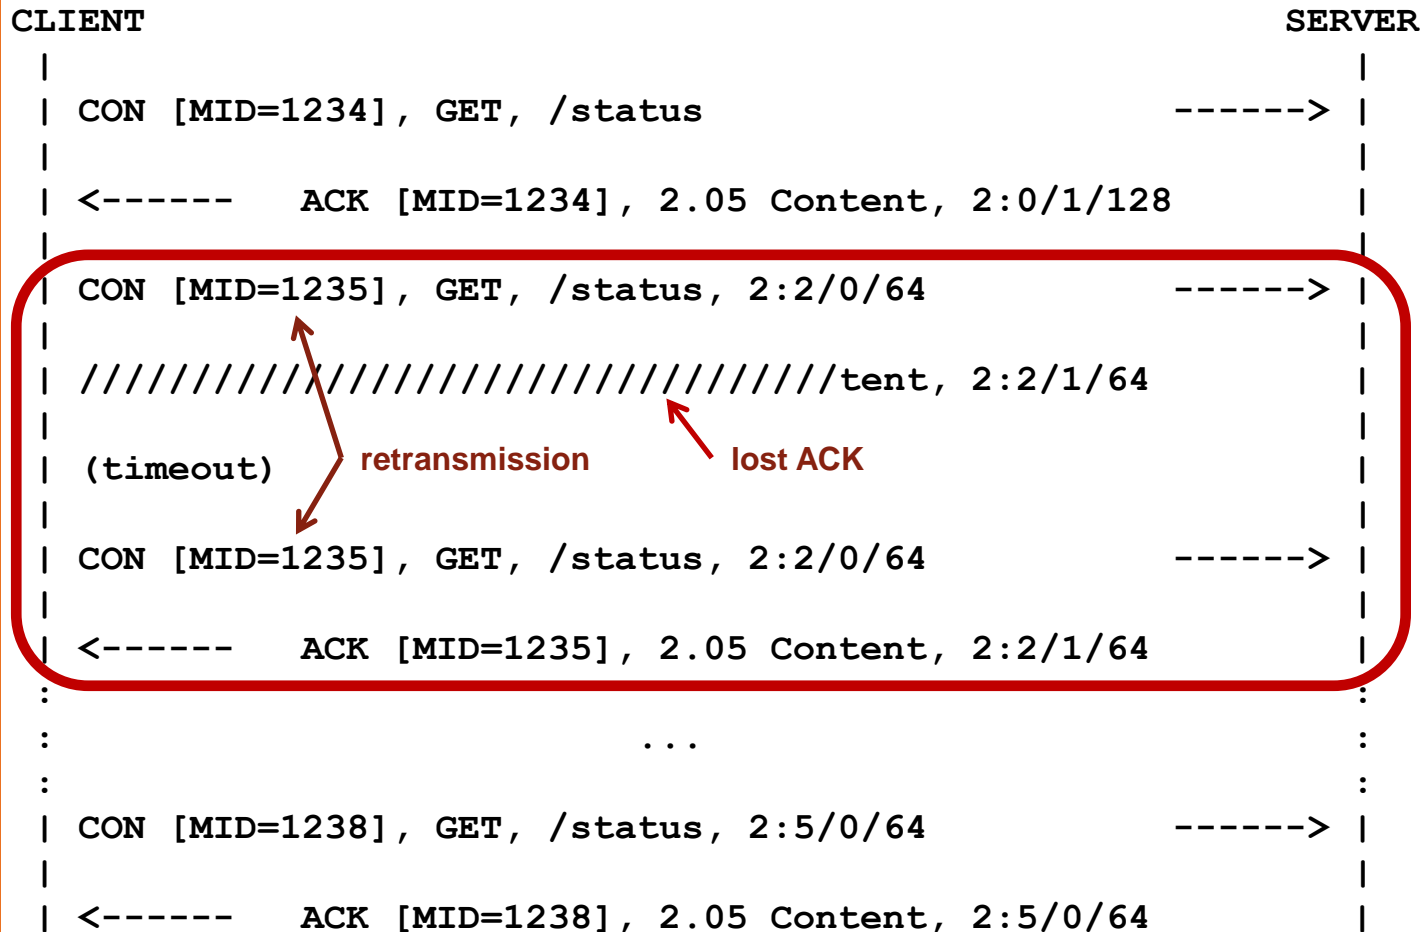 CLIENT SERVER
| |
| CON [MID=1234], GET, /status ------> |
| |
| <------ ACK [MID=1234], 2.05 Content, 2:0/1/128 |
| |
| CON [MID=1235], GET, /status, 2:2/0/64 ------> |
| |
| //////////////////////////////////tent, 2:2/1/64 |
| |
| (timeout) retransmission lost ACK |
| |
| CON [MID=1235], GET, /status, 2:2/0/64 ------> |
| |
| <------ ACK [MID=1235], 2.05 Content, 2:2/1/64 |
: :
: ... :
: :
| CON [MID=1238], GET, /status, 2:5/0/64 ------> |
| |
| <------ ACK [MID=1238], 2.05 Content, 2:5/0/64 |